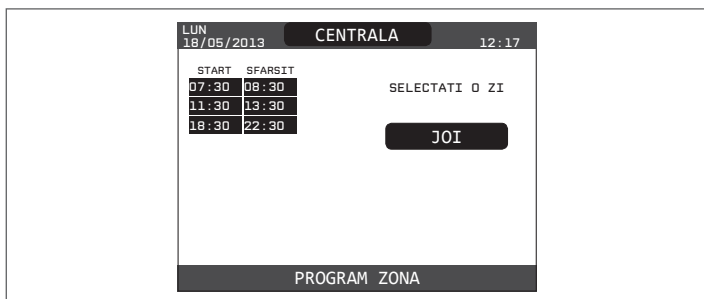 LUN
18/05/2013 CENTRALA 12:17
START SFARSIT
07:30 08:30
11:30 13:30
18:30 22:30
SELECTATI O ZI
JOI
PROGRAM ZONA